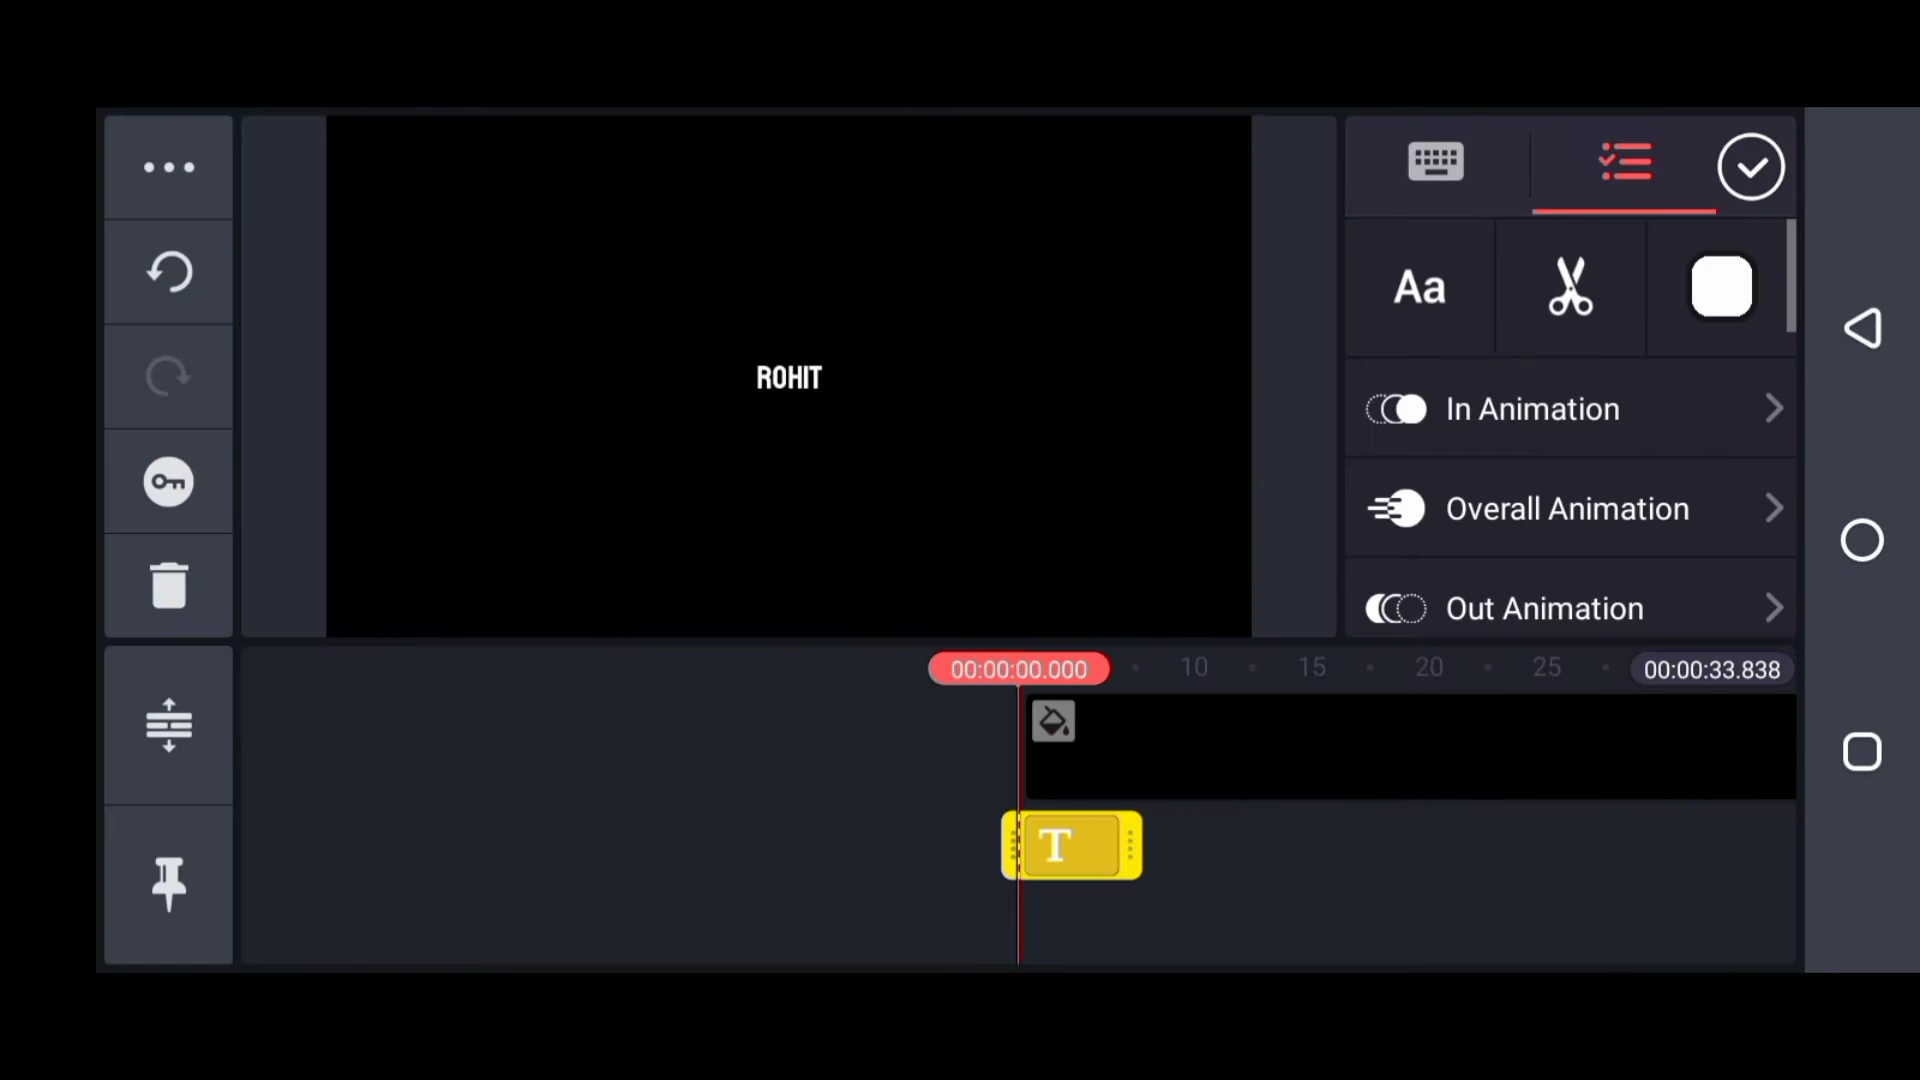 Aa
In Animation
ROHIT
Overall Animation
Out Animation
00:00:00.000 10 15 20 25 00:00:33.838
T